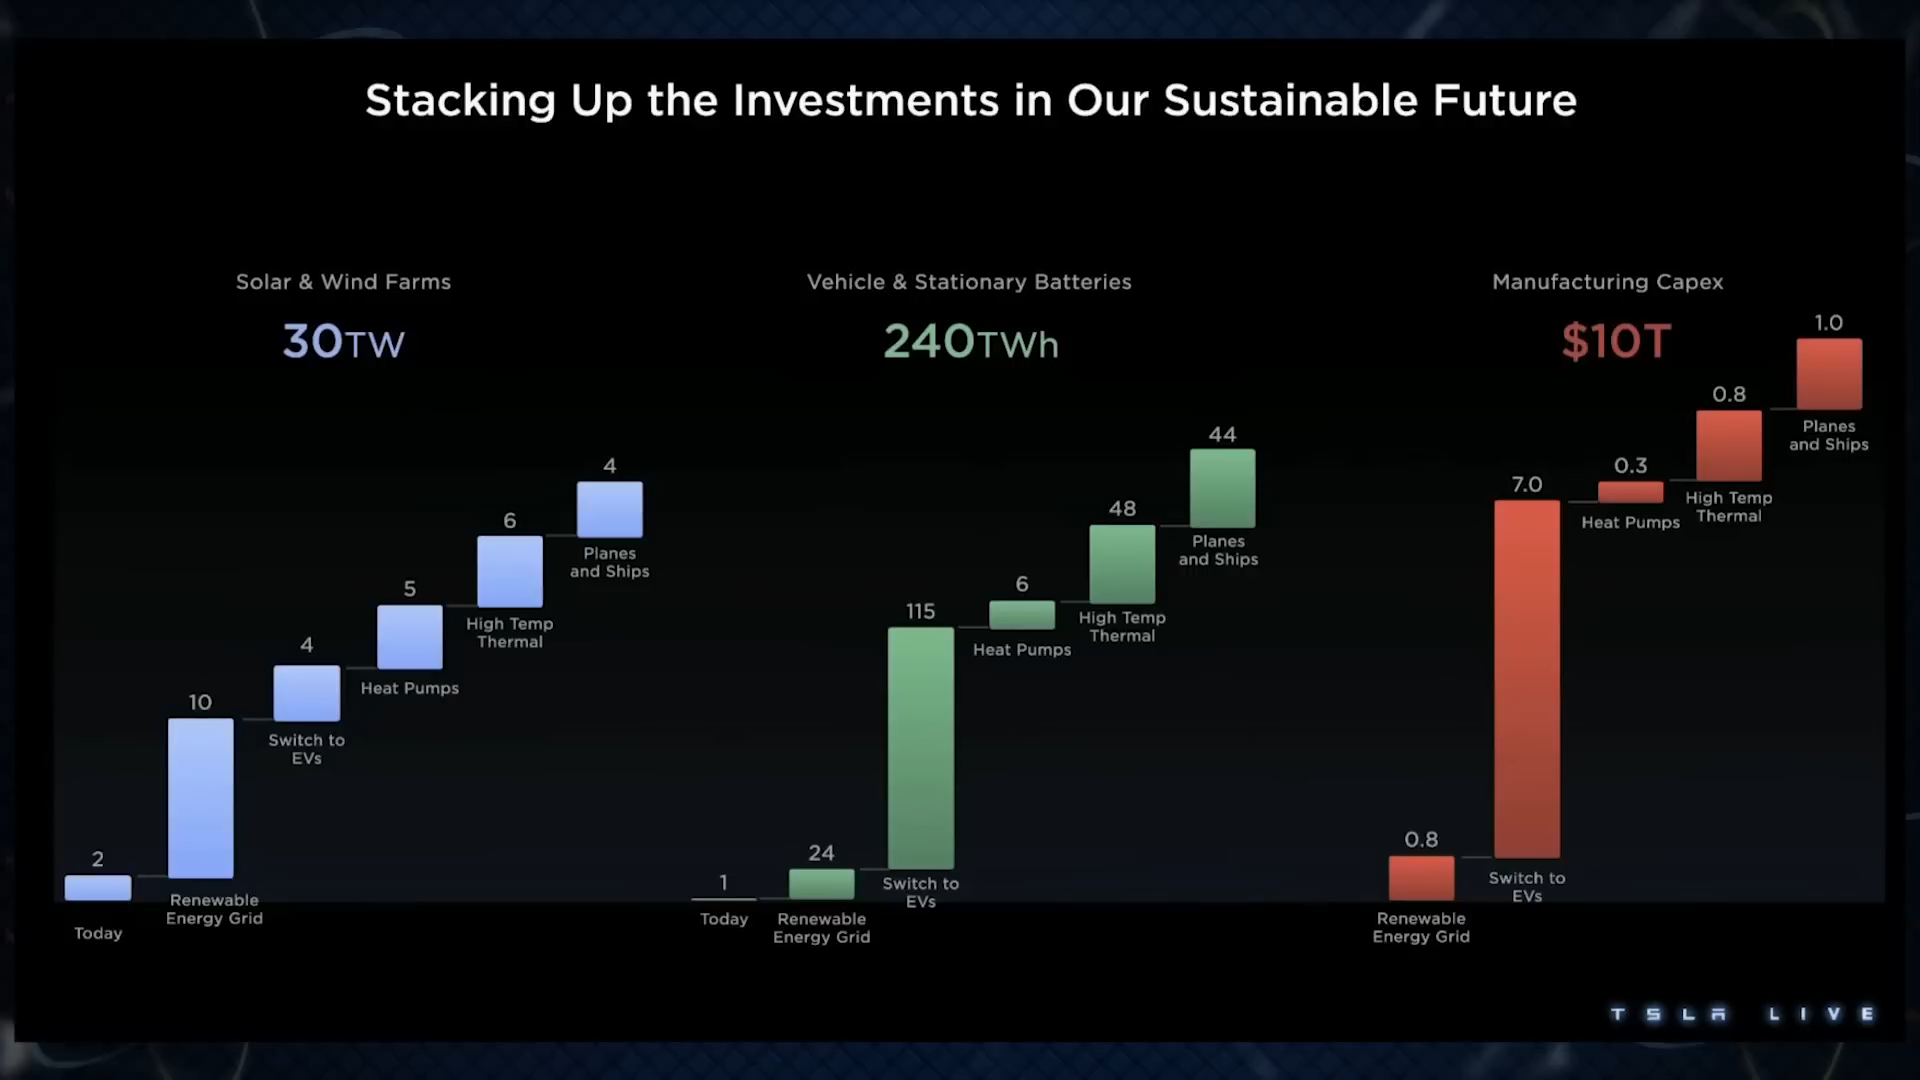 Stacking Up the Investments in Our Sustainable Future
Solar & Wind Farms
30TW
2
Today
10
Renewable
Energy Grid
4
Switch to
EVs
5
Heat Pumps
6
High Temp
Thermal
4
Planes
and Ships
Vehicle & Stationary Batteries
240TWh
1
Today
24
Renewable
Energy Grid
115
Switch to
EVs
6
Heat Pumps
48
High Temp
Thermal
44
Planes
and Ships
Manufacturing Capex
$10T
0.8
Renewable
Energy Grid
7.0
Switch to
EVs
0.3
Heat Pumps
0.8
High Temp
Thermal
1.0
Planes
and Ships
TSLA LIVE